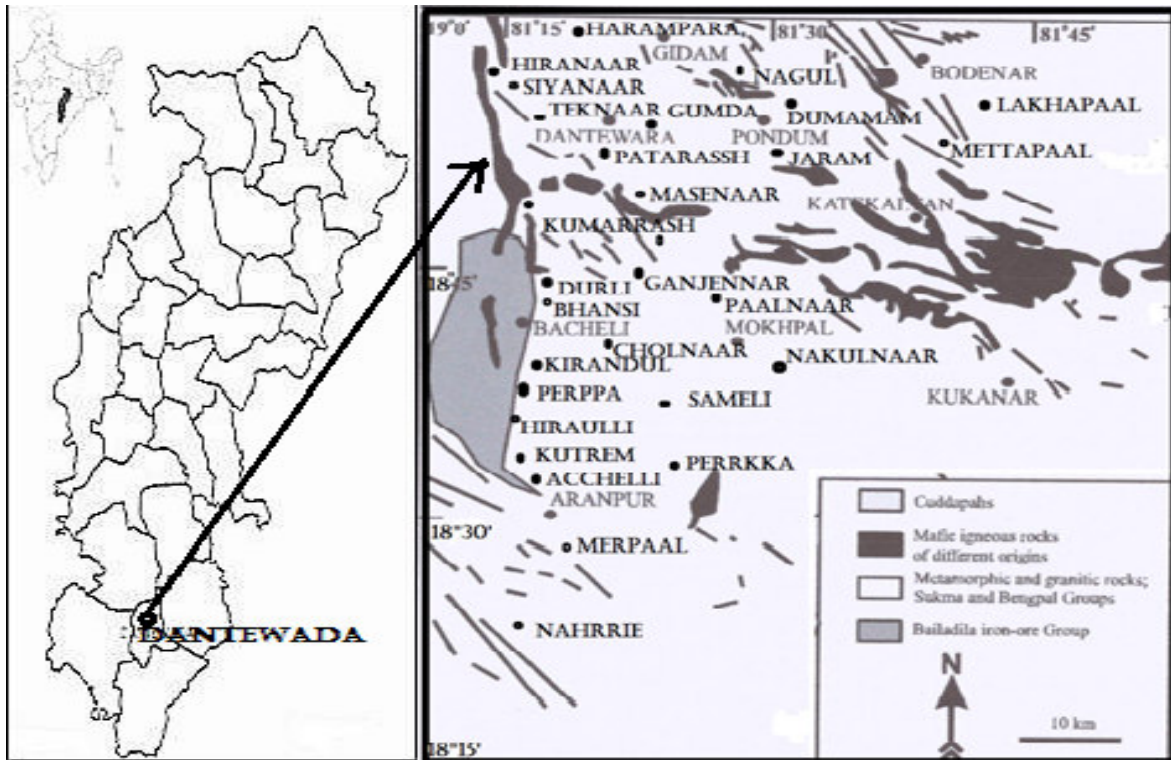 19°0
81°15
HARAMPARA,
81°30
81°45
GIDAM
HIRANAAR
NAGUL
BODENAR
SIYANAAR
TEKNAAR
GUMDA
DUMAMAM
LAKHAPAAL
DANTEWARA
PONDUM
PATARASSH
JARAM
METTAPAAL
MASENAAR
KUMARRASH
18°45
DURLI
GANJENNAR
BHANSI
PAALNAAR
BACHELI
MOKHPAL
CHOLNAAR
NAKULNAAR
KIRANDUL
PERPPA
SAMELI
KUKANAR
HIRAULLI
KUTREM
PERRKKA
ACCHELLI
ARANPUR
18°30
MERPAAL
NAHRRIE
18°15
DANTEWADA
Cuddapahs
Mafic igneous rocks
of different origins
Metamorphic and granitic rocks;
Sukma and Bengpal Groups
Bailadila iron-ore Group
N
10 km